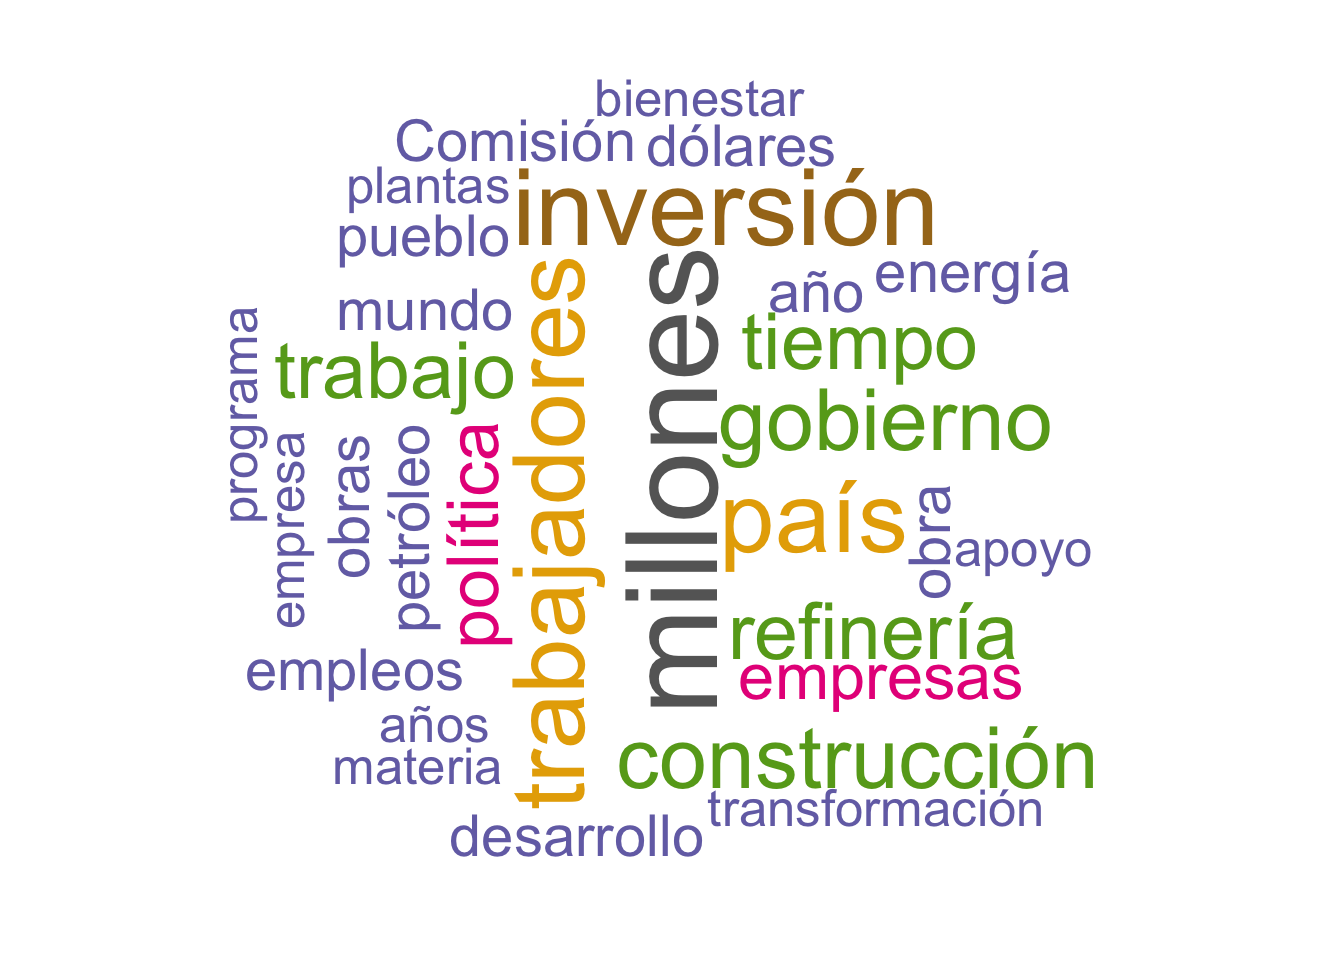 bienestar
Comisión
dólares
plantas
inversión
pueblo
energía
año
mundo
tiempo
trabajo
programa
trabajadores
millones
gobierno
empresa
obras
petróleo
política
país
obra
apoyo
refinería
empresas
empleos
años
materia
construcción
transformación
desarrollo